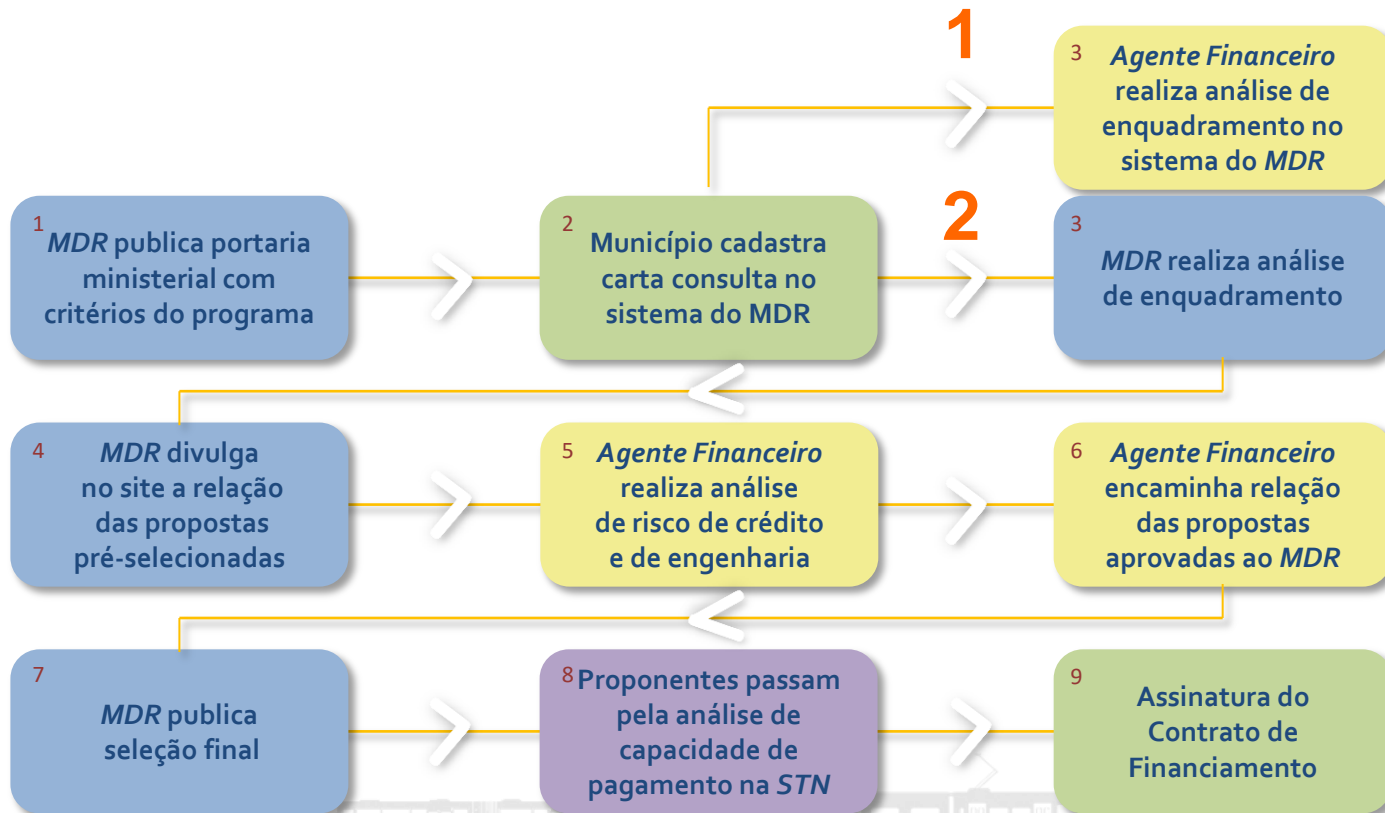 1
3
Agente Financeiro
realiza análise de
enquadramento no
sistema do MDR
1
MDR publica portaria
ministerial com
critérios do programa
2
Município cadastra
carta consulta no
sistema do MDR
2
3
MDR realiza análise
de enquadramento
4
MDR divulga
no site a relação
das propostas
pré-selecionadas
5
Agente Financeiro
realiza análise
de risco de crédito
e de engenharia
6
Agente Financeiro
encaminha relação
das propostas
aprovadas ao MDR
7
MDR publica
seleção final
8
Proponentes passam
pela análise de
capacidade de
pagamento na STN
9
Assinatura do
Contrato de
Financiamento